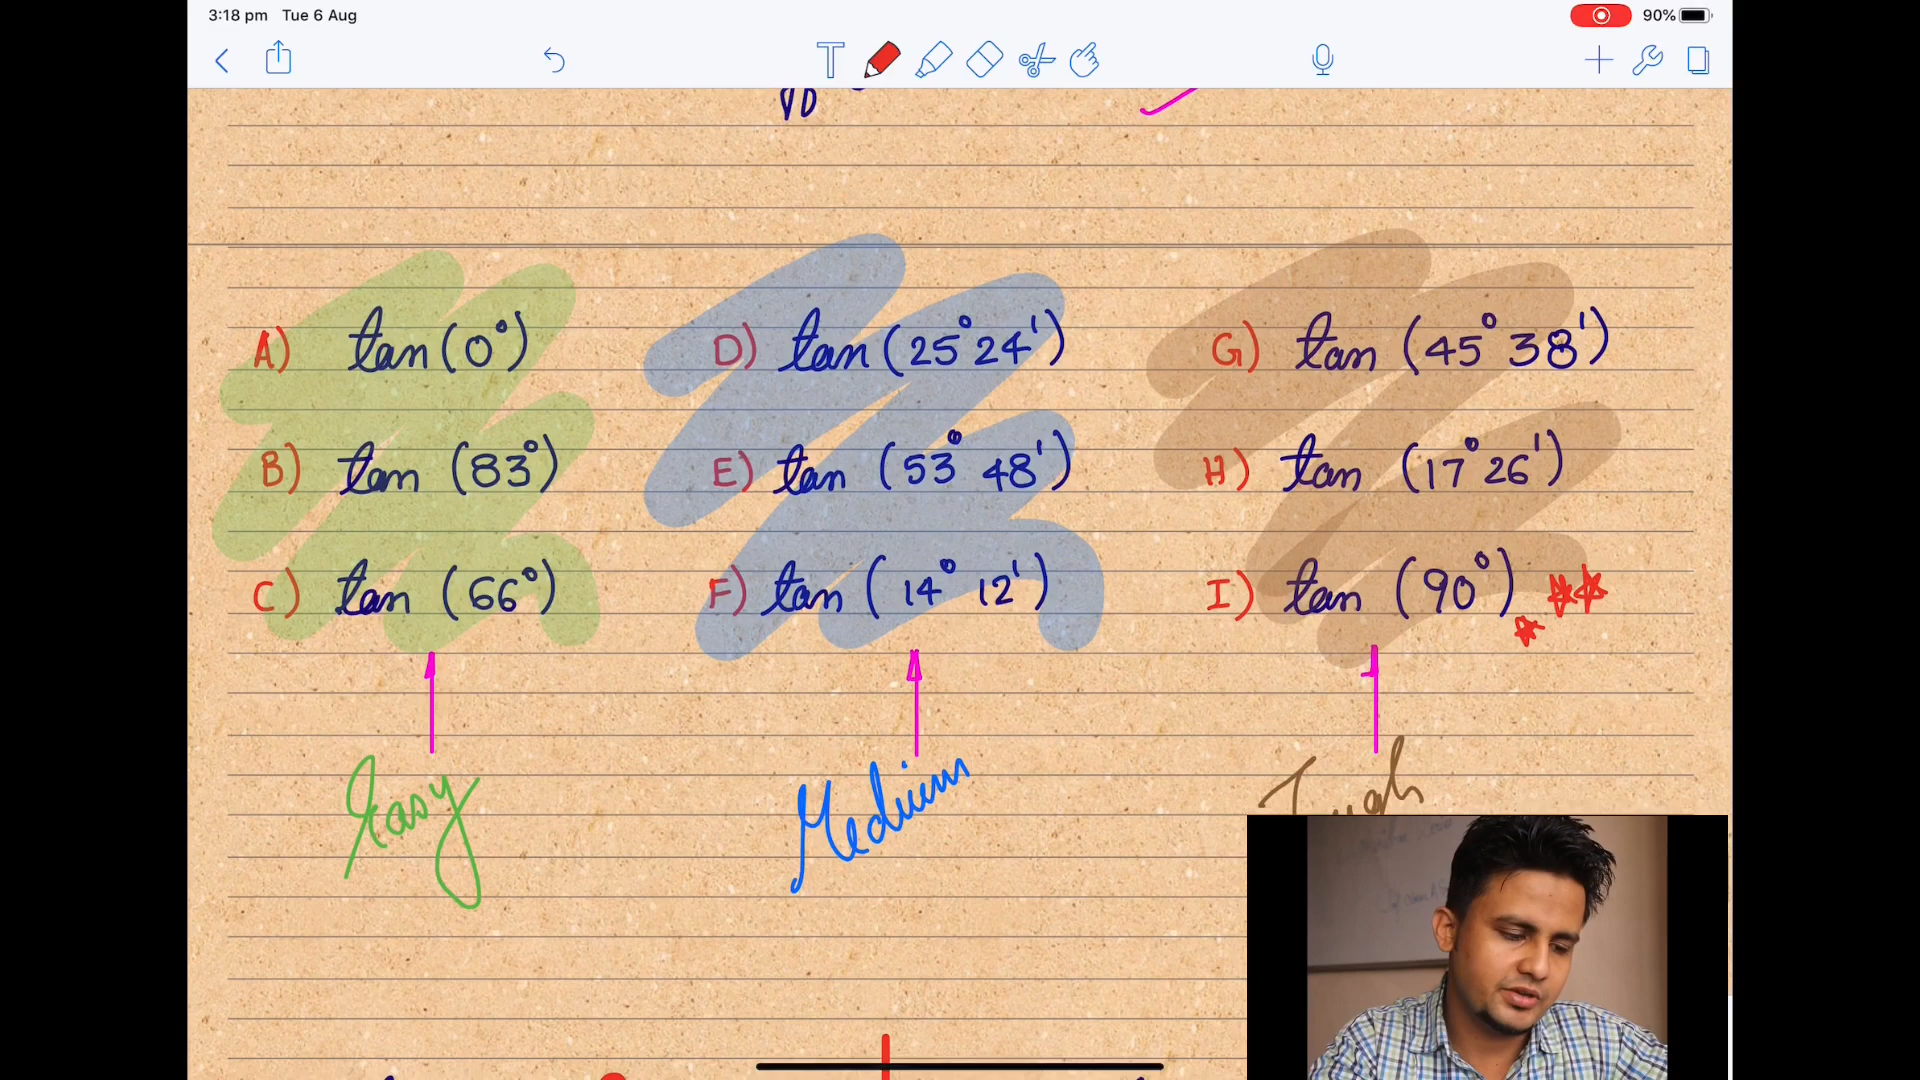 3:18 pm Tue 6 Aug
90%
T
A) tan (0°)
B) tan (83°)
C) tan (66°)
D) tan (25°24')
E) tan (53° 48')
F) tan (14° 12')
G) tan (45° 38')
H) tan (17° 26')
I) tan (90°)
Easy
Medium
Tough